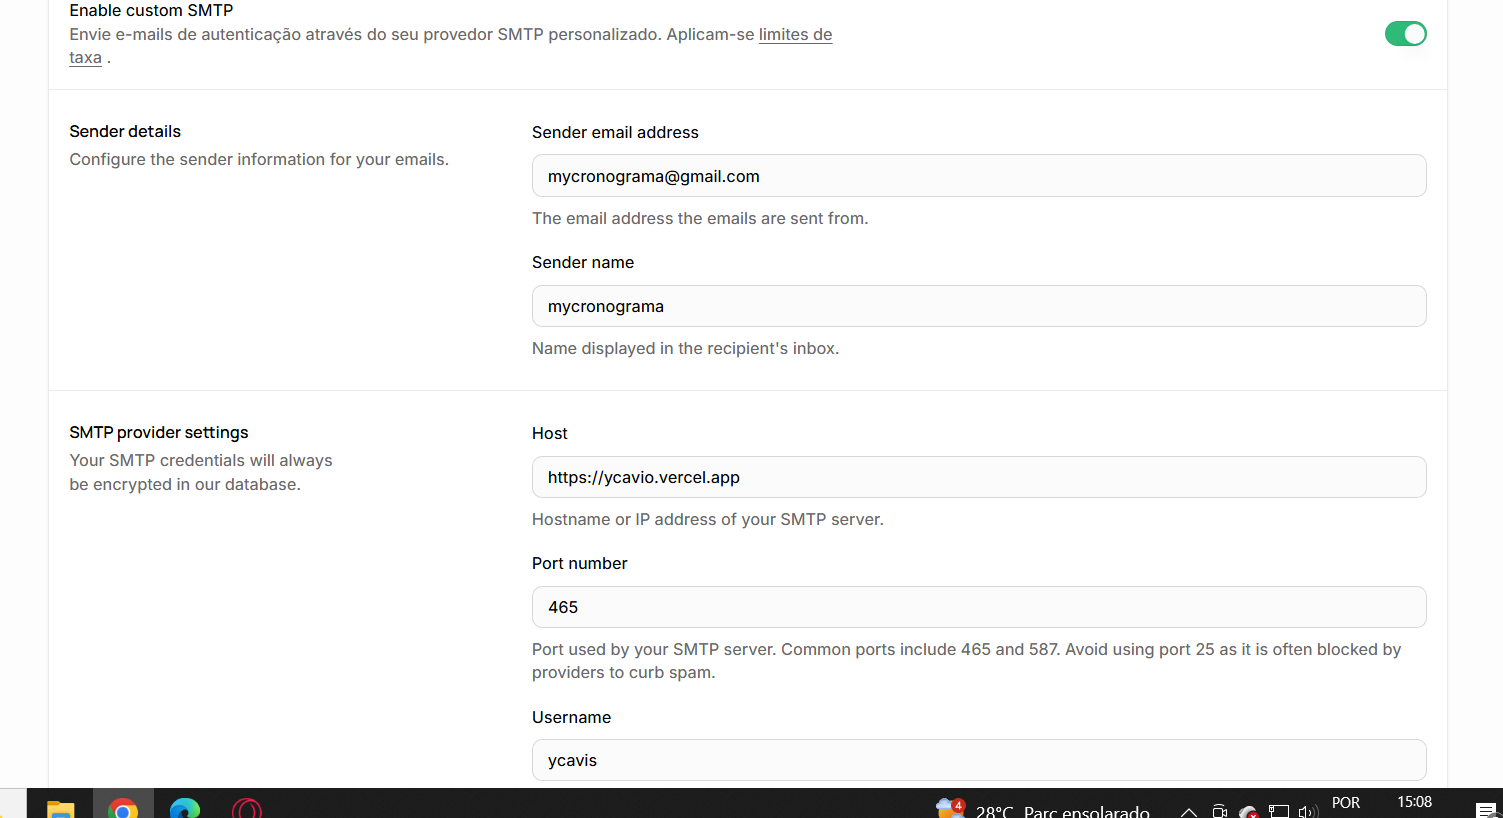 Enable custom SMTP
Envie e-mails de autenticação através do seu provedor SMTP personalizado. Aplicam-se limites de
taxa .
Sender details
Configure the sender information for your emails.
Sender email address
mycronograma@gmail.com
The email address the emails are sent from.
Sender name
mycronograma
Name displayed in the recipient's inbox.
SMTP provider settings
Your SMTP credentials will always
be encrypted in our database.
Host
https://ycavio.vercel.app
Hostname or IP address of your SMTP server.
Port number
465
Port used by your SMTP server. Common ports include 465 and 587. Avoid using port 25 as it is often blocked by
providers to curb spam.
Username
ycavis
4
28°C Parc ensolarado
POR
15:08